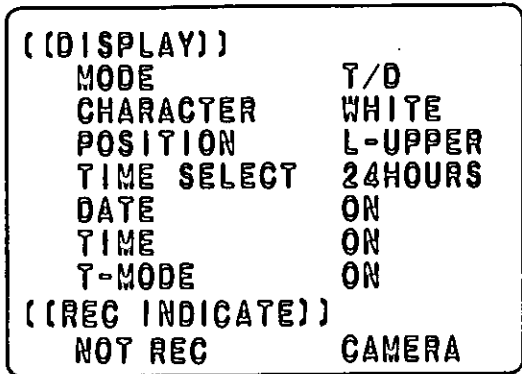 ((DISPLAY))
MODE T/D
CHARACTER WHITE
POSITION L-UPPER
TIME SELECT 24HOURS
DATE ON
TIME ON
T-MODE ON
((REC INDICATE))
NOT REC CAMERA